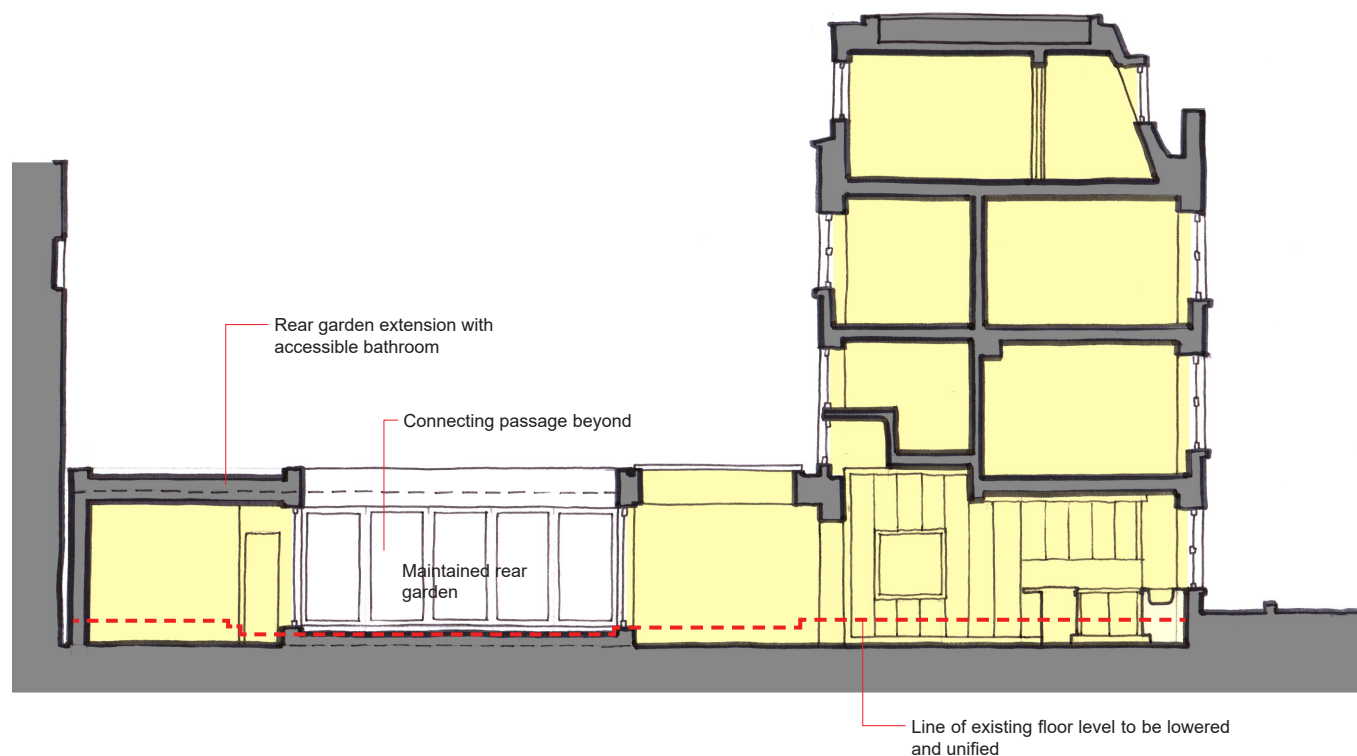 Rear garden extension with
accessible bathroom
Connecting passage beyond
Maintained rear
garden
Line of existing floor level to be lowered
and unified